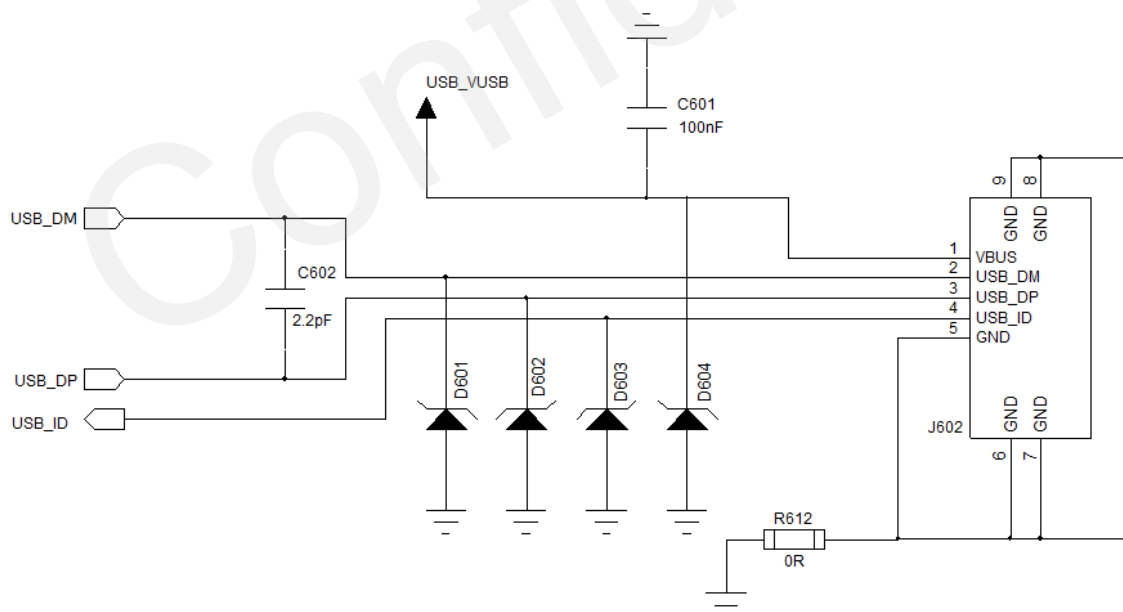 Confid
USB_VUSB
C601
100nF
9
8
GND
GND
USB_DM
1
VBUS
2
USB_DM
C602
3
USB_DP
2.2pF
4
USB_ID
5
GND
D601
D602
D603
D604
USB_DP
USB_ID
J602
GND
GND
6
7
R612
0R